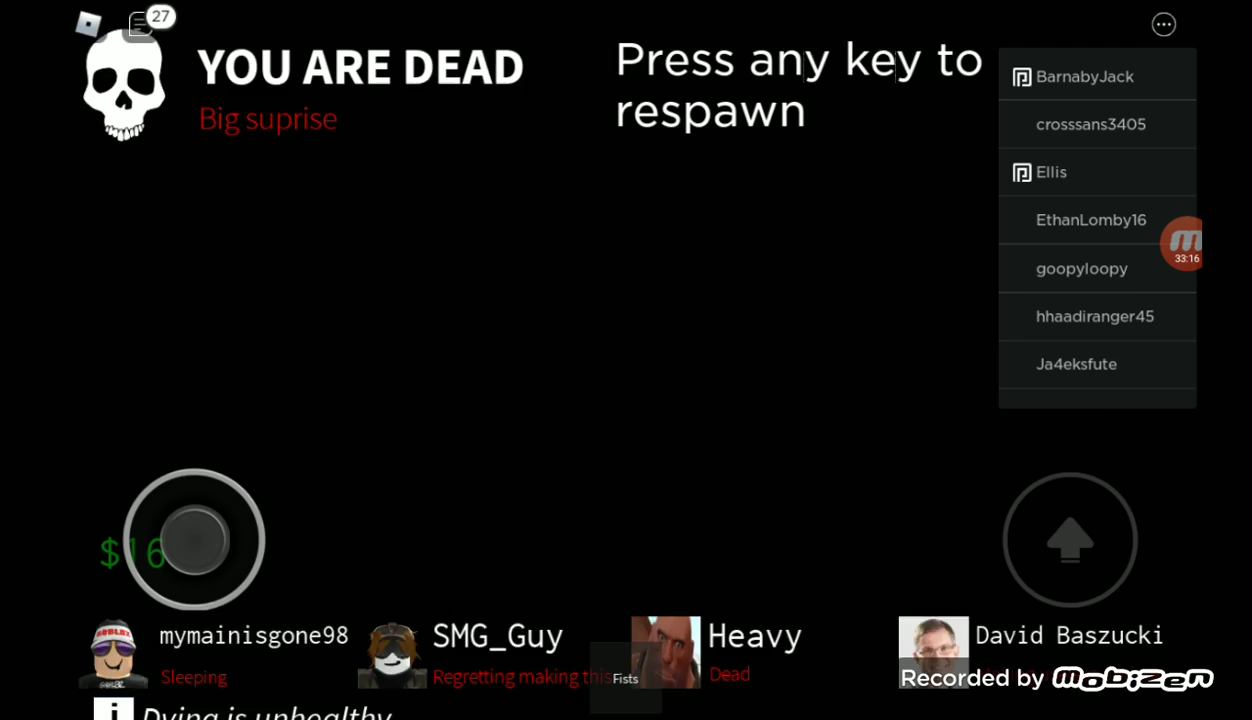 27
YOU ARE DEAD
Big suprise
Press any key to
respawn
BarnabyJack
crosssans3405
Ellis
EthanLomby16
goopyloopy
hhaadiranger45
Ja4eksfute
33:16
$16
mymainisgone98
Sleeping
SMG_Guy
Regretting making this
Fists
Heavy
Dead
David Baszucki
Recorded by mobizen
Dying is unhealthy